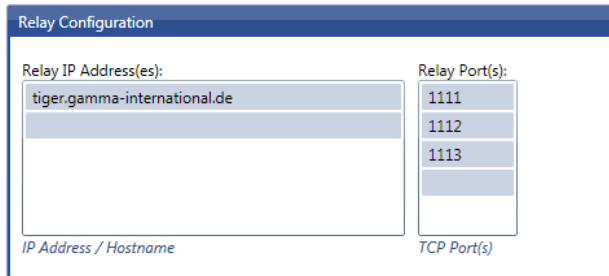 Relay Configuration
Relay IP Address(es):
tiger.gamma-international.de
IP Address / Hostname
Relay Port(s):
1111
1112
1113
TCP Port(s)